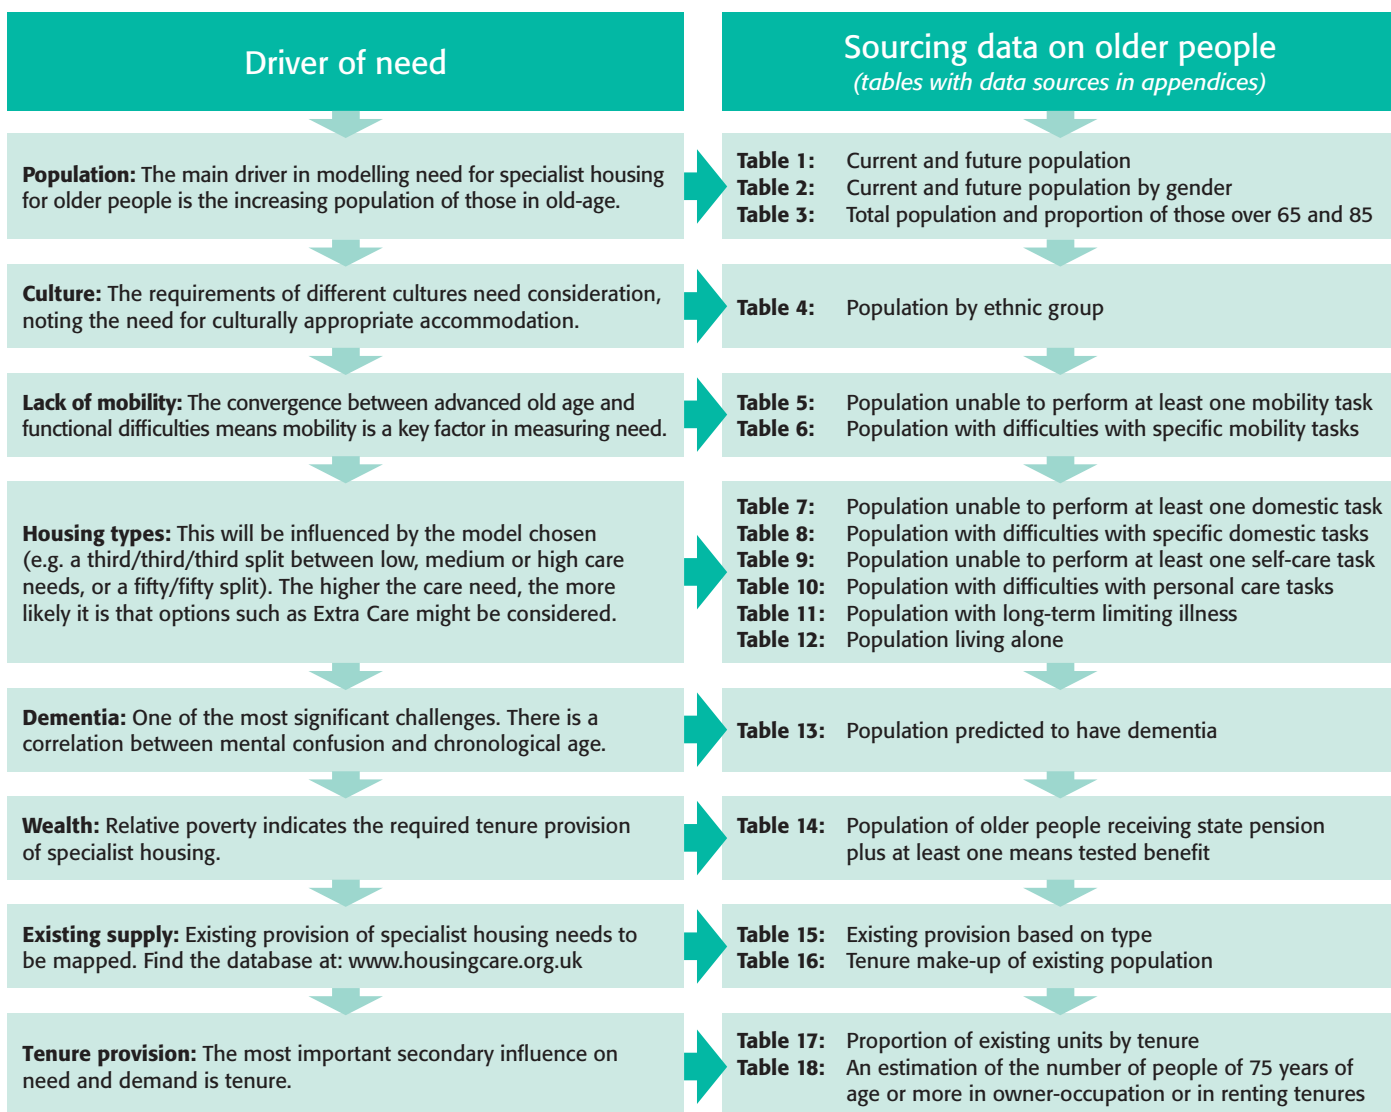 Driver of need
Sourcing data on older people
(tables with data sources in appendices)
Population: The main driver in modelling need for specialist housing
for older people is the increasing population of those in old-age.
Table 1: Current and future population
Table 2: Current and future population by gender
Table 3: Total population and proportion of those over 65 and 85
Culture: The requirements of different cultures need consideration,
noting the need for culturally appropriate accommodation.
Table 4: Population by ethnic group
Lack of mobility: The convergence between advanced old age and
functional difficulties means mobility is a key factor in measuring need.
Table 5: Population unable to perform at least one mobility task
Table 6: Population with difficulties with specific mobility tasks
Housing types: This will be influenced by the model chosen
(e.g. a third/third/third split between low, medium or high care
needs, or a fifty/fifty split). The higher the care need, the more
likely it is that options such as Extra Care might be considered.
Table 7: Population unable to perform at least one domestic task
Table 8: Population with difficulties with specific domestic tasks
Table 9: Population unable to perform at least one self-care task
Table 10: Population with difficulties with personal care tasks
Table 11: Population with long-term limiting illness
Table 12: Population living alone
Dementia: One of the most significant challenges. There is a
correlation between mental confusion and chronological age.
Table 13: Population predicted to have dementia
Wealth: Relative poverty indicates the required tenure provision
of specialist housing.
Table 14: Population of older people receiving state pension
plus at least one means tested benefit
Existing supply: Existing provision of specialist housing needs to
be mapped. Find the database at: www.housingcare.org.uk
Table 15: Existing provision based on type
Table 16: Tenure make-up of existing population
Tenure provision: The most important secondary influence on
need and demand is tenure.
Table 17: Proportion of existing units by tenure
Table 18: An estimation of the number of people of 75 years of
age or more in owner-occupation or in renting tenures